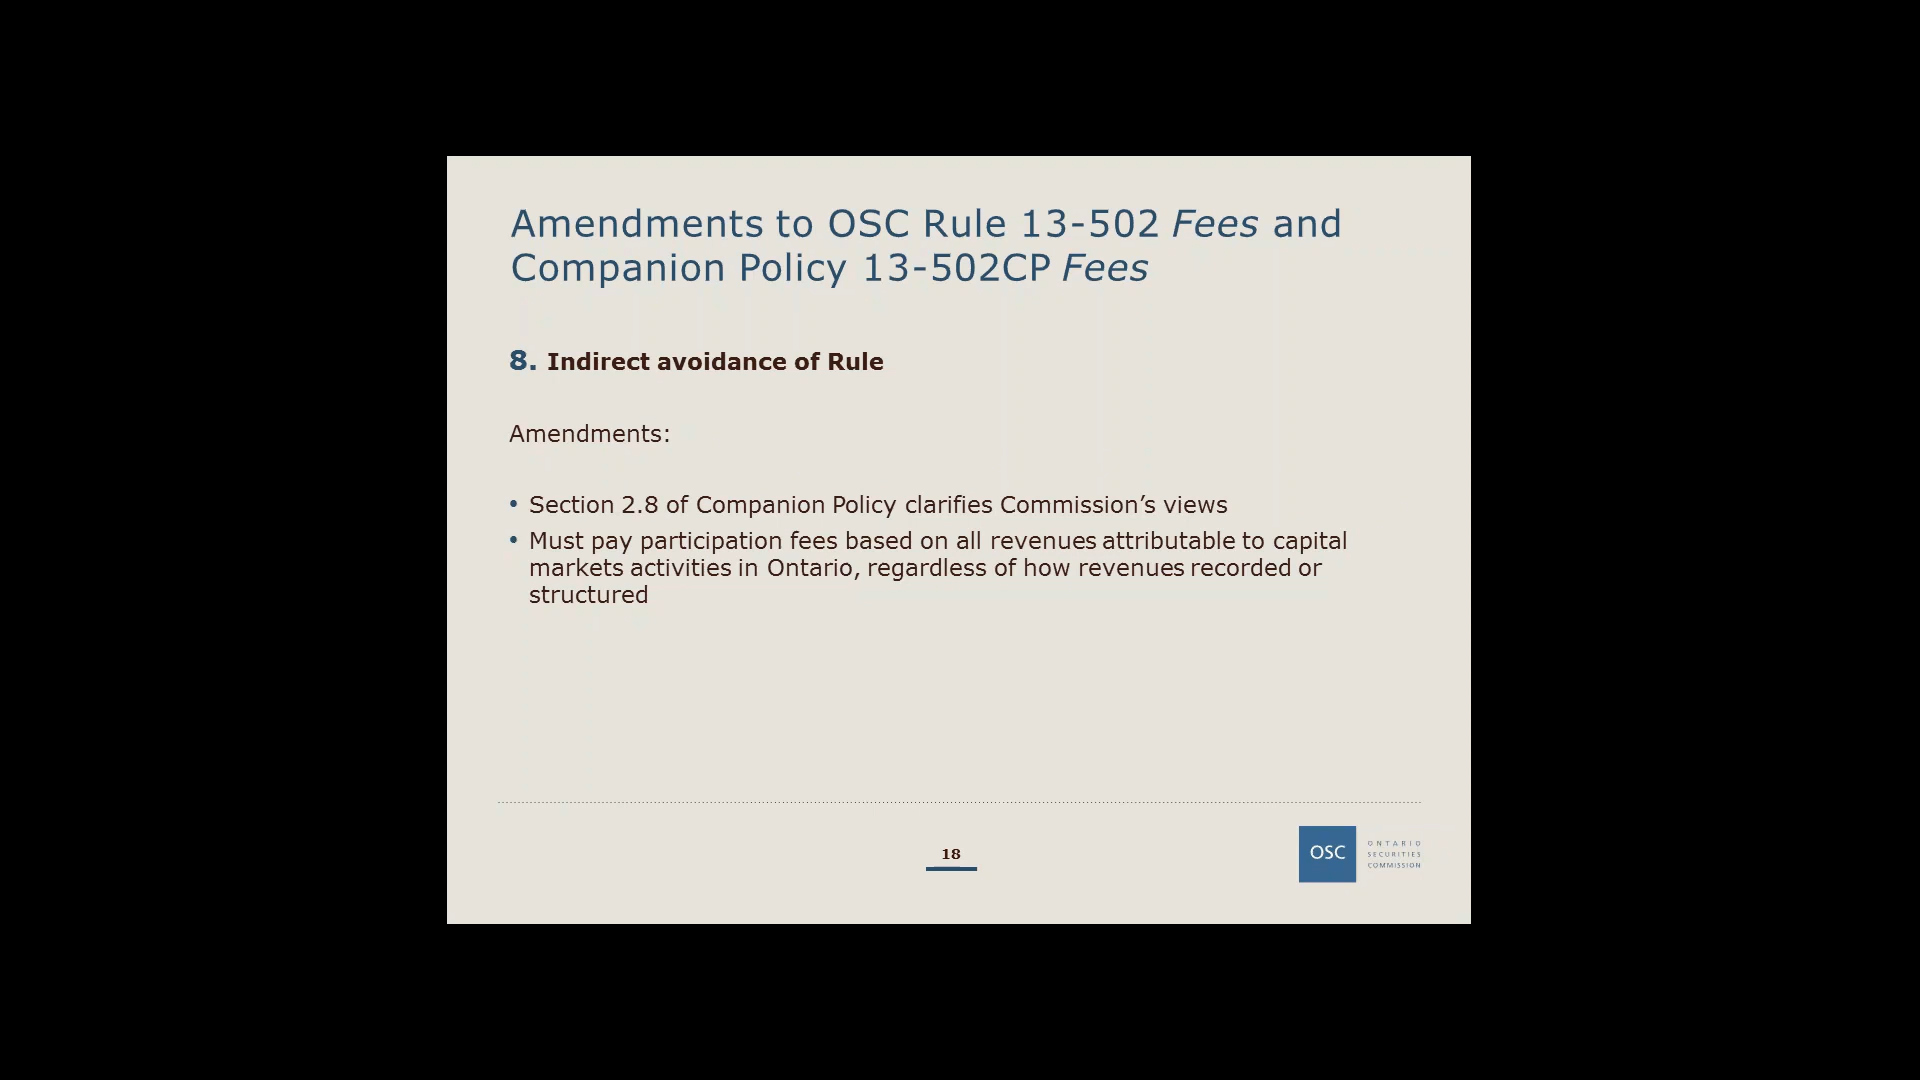 Amendments to OSC Rule 13-502 Fees and
Companion Policy 13-502CP Fees
8. Indirect avoidance of Rule
Amendments:
• Section 2.8 of Companion Policy clarifies Commission’s views
• Must pay participation fees based on all revenues attributable to capital
markets activities in Ontario, regardless of how revenues recorded or
structured
18
OSC
ONTARIO
SECURITIES
COMMISSION